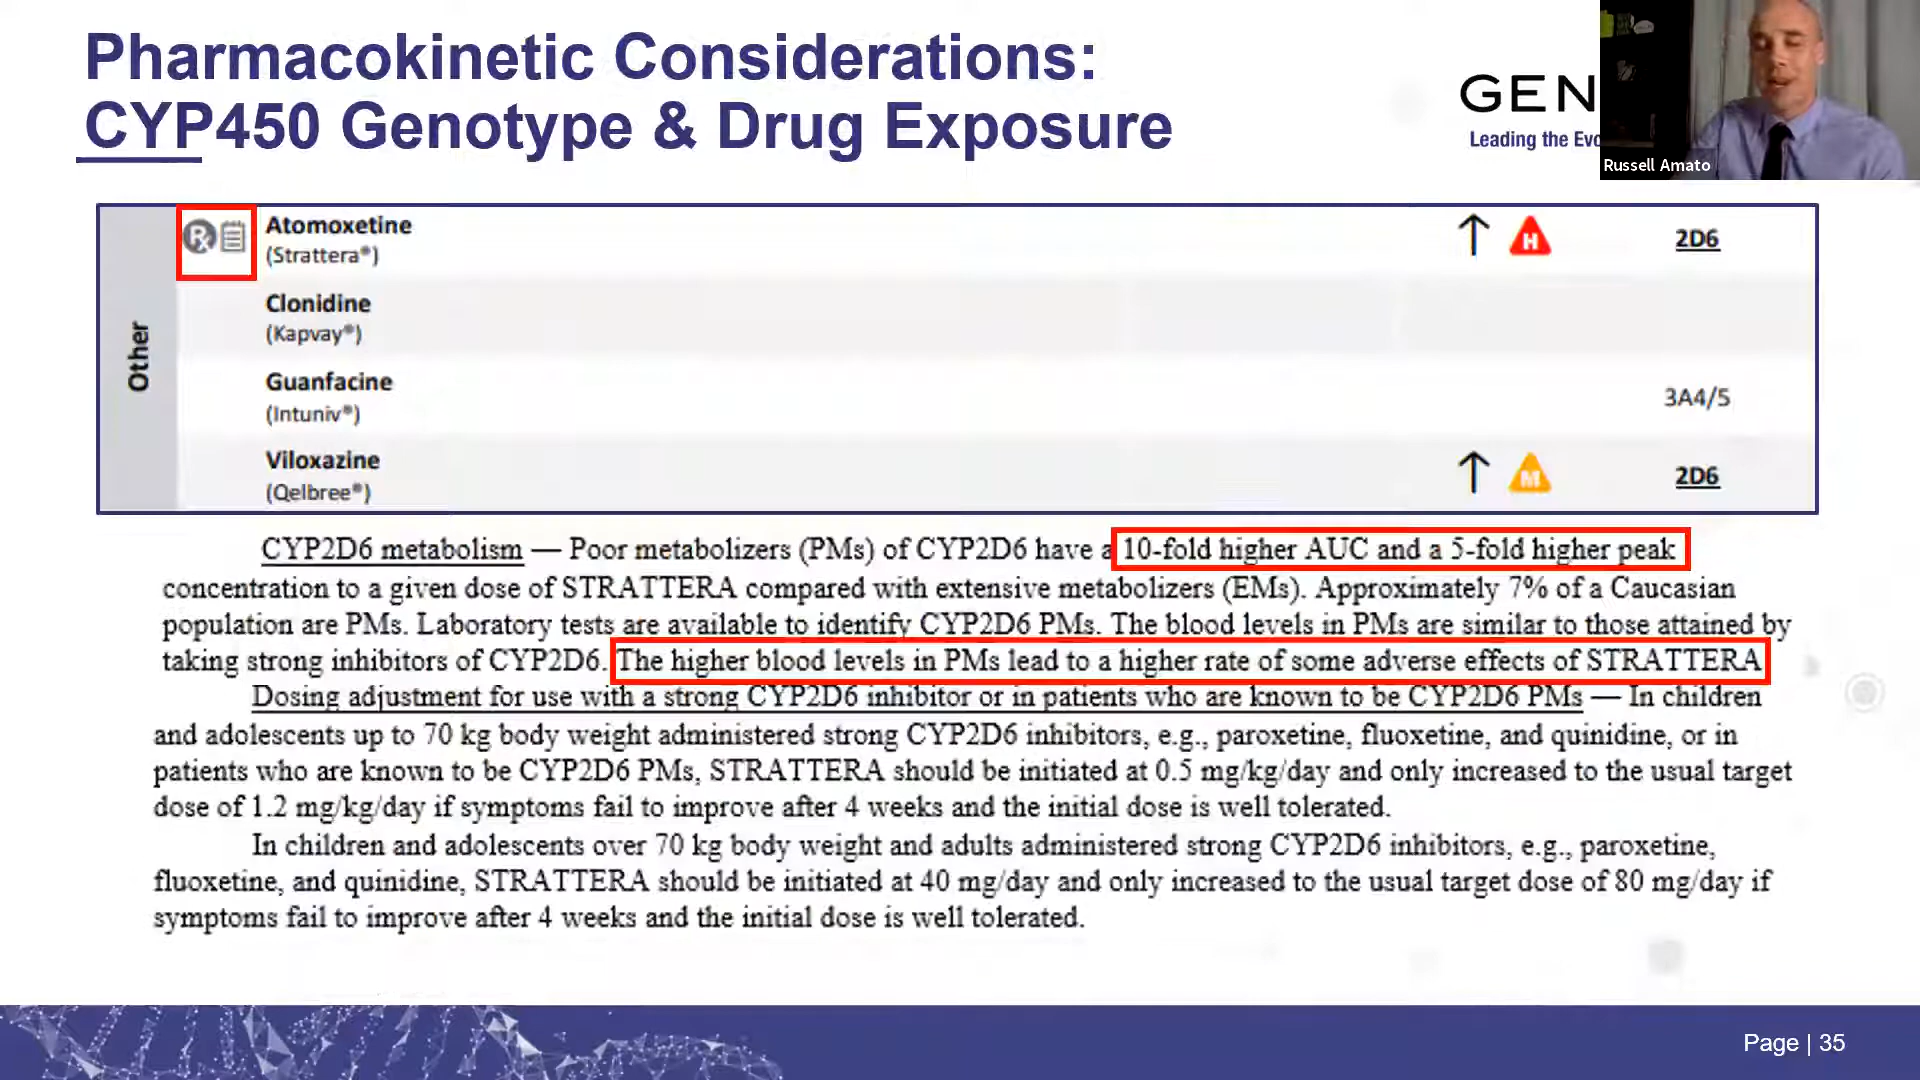 Pharmacokinetic Considerations:
CYP450 Genotype & Drug Exposure
GEN
Leading the Evo
Russell Amato
Other
Rx Atomoxetine
(Strattera®)
H 2D6
Clonidine
(Kapvay®)
Guanfacine
(Intuniv®)
3A4/5
Viloxazine
(Qelbree®)
M 2D6
CYP2D6 metabolism — Poor metabolizers (PMs) of CYP2D6 have a 10-fold higher AUC and a 5-fold higher peak
concentration to a given dose of STRATTERA compared with extensive metabolizers (EMs). Approximately 7% of a Caucasian
population are PMs. Laboratory tests are available to identify CYP2D6 PMs. The blood levels in PMs are similar to those attained by
taking strong inhibitors of CYP2D6. The higher blood levels in PMs lead to a higher rate of some adverse effects of STRATTERA
Dosing adjustment for use with a strong CYP2D6 inhibitor or in patients who are known to be CYP2D6 PMs — In children
and adolescents up to 70 kg body weight administered strong CYP2D6 inhibitors, e.g., paroxetine, fluoxetine, and quinidine, or in
patients who are known to be CYP2D6 PMs, STRATTERA should be initiated at 0.5 mg/kg/day and only increased to the usual target
dose of 1.2 mg/kg/day if symptoms fail to improve after 4 weeks and the initial dose is well tolerated.
In children and adolescents over 70 kg body weight and adults administered strong CYP2D6 inhibitors, e.g., paroxetine,
fluoxetine, and quinidine, STRATTERA should be initiated at 40 mg/day and only increased to the usual target dose of 80 mg/day if
symptoms fail to improve after 4 weeks and the initial dose is well tolerated.
Page | 35